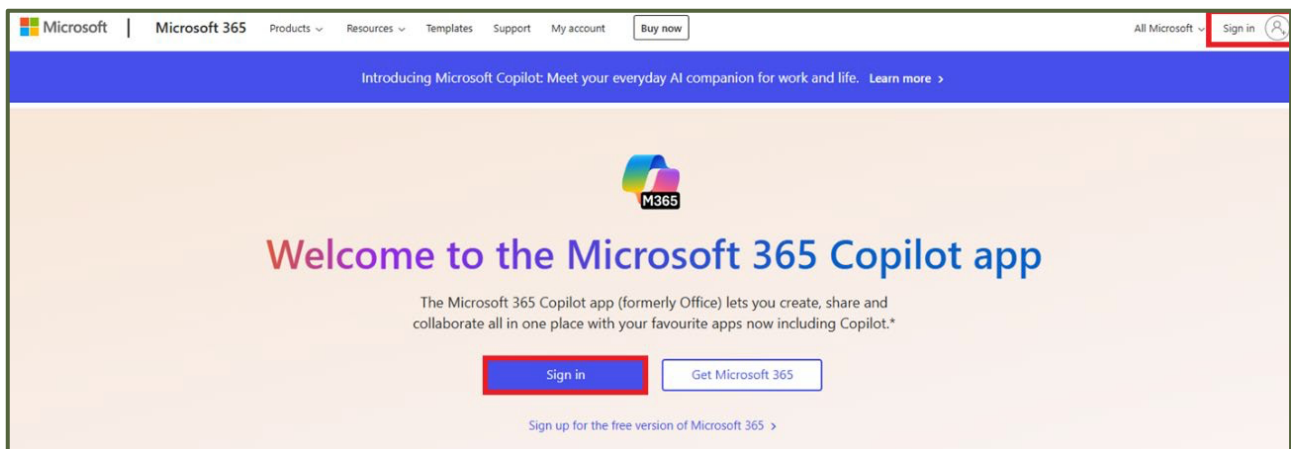 Microsoft Microsoft 365 Products Resources Templates Support My account Buy now All Microsoft Sign in
Introducing Microsoft Copilot: Meet your everyday AI companion for work and life. Learn more >
M365
Welcome to the Microsoft 365 Copilot app
The Microsoft 365 Copilot app (formerly Office) lets you create, share and
collaborate all in one place with your favourite apps now including Copilot.*
Sign in Get Microsoft 365
Sign up for the free version of Microsoft 365 >